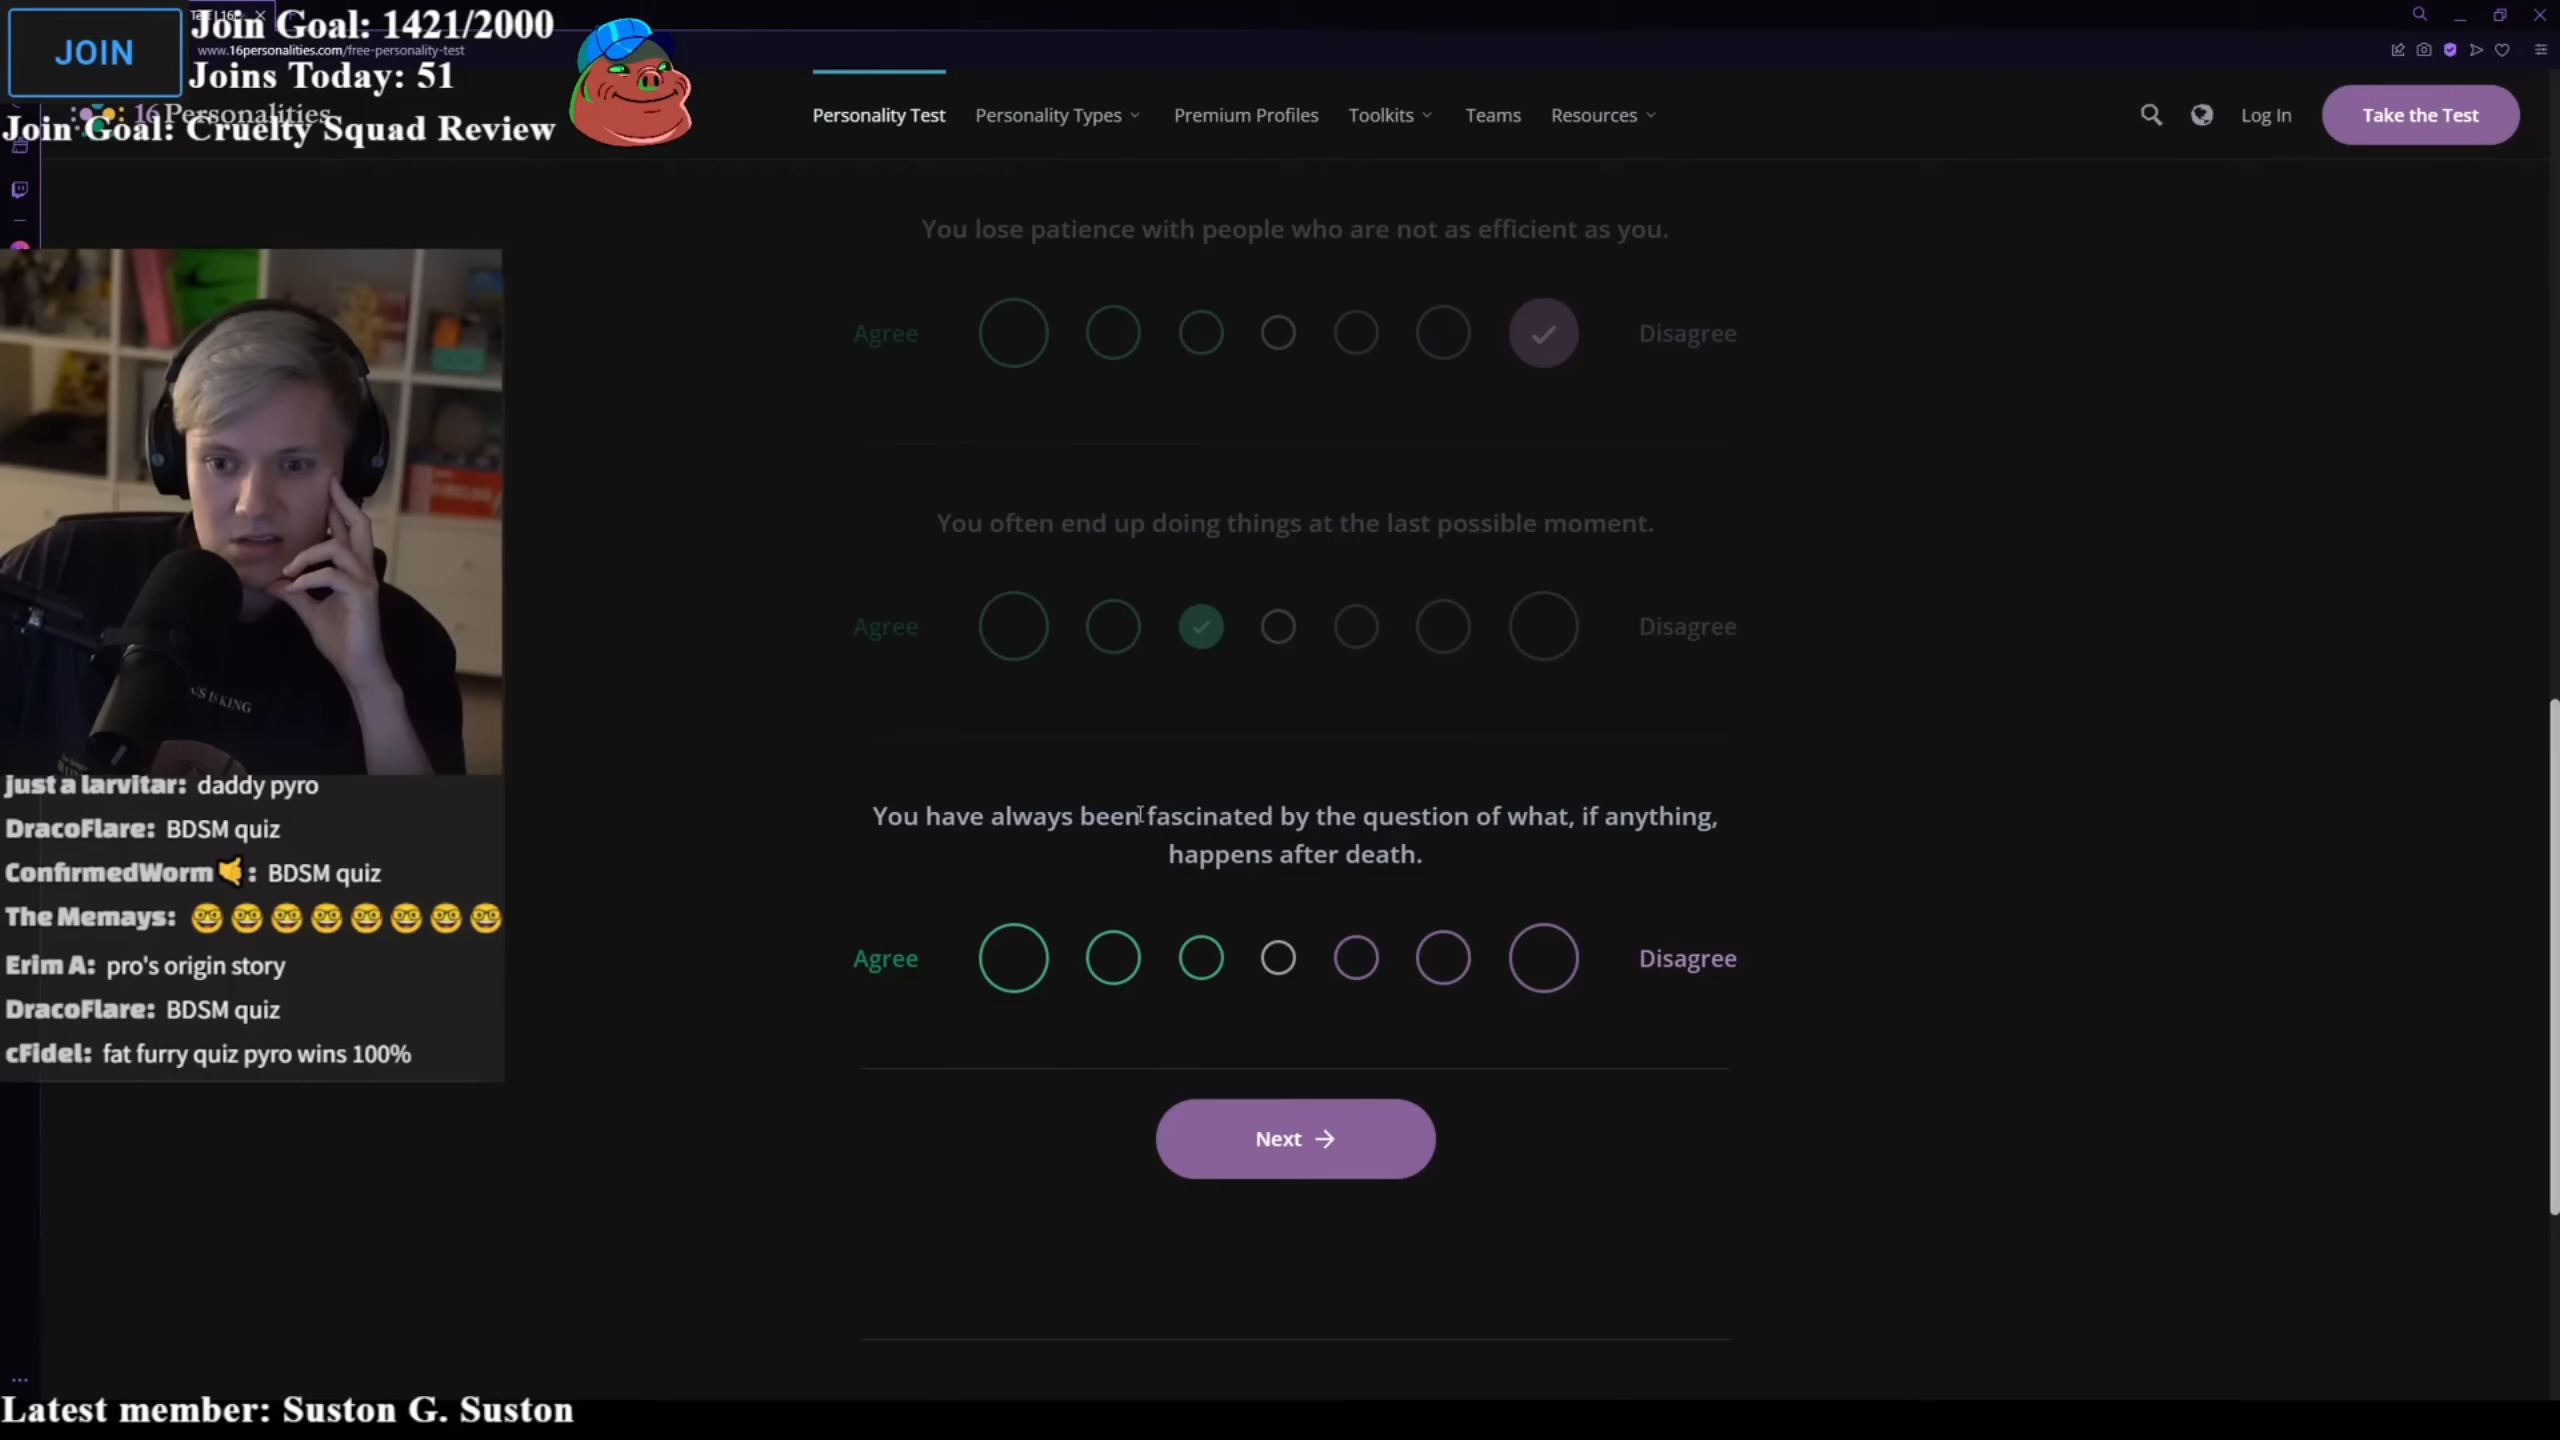 JOIN
Join Goal: 1421/2000
www.16personalities.com/free-personality-test
Joins Today: 51
16Personalities
Join Goal: Cruelty Squad Review
Personality Test
Personality Types
Premium Profiles
Toolkits
Teams
Resources
Log In
Take the Test
You lose patience with people who are not as efficient as you.
Agree
Disagree
You often end up doing things at the last possible moment.
Agree
Disagree
You have always been fascinated by the question of what, if anything,
happens after death.
Agree
Disagree
Next →
IS KING
just a larvitar: daddy pyro
DracoFlare: BDSM quiz
ConfirmedWorm🤙: BDSM quiz
The Memays: 🤓🤓🤓🤓🤓🤓🤓🤓
Erim A: pro's origin story
DracoFlare: BDSM quiz
cFidel: fat furry quiz pyro wins 100%
Latest member: Suston G. Suston